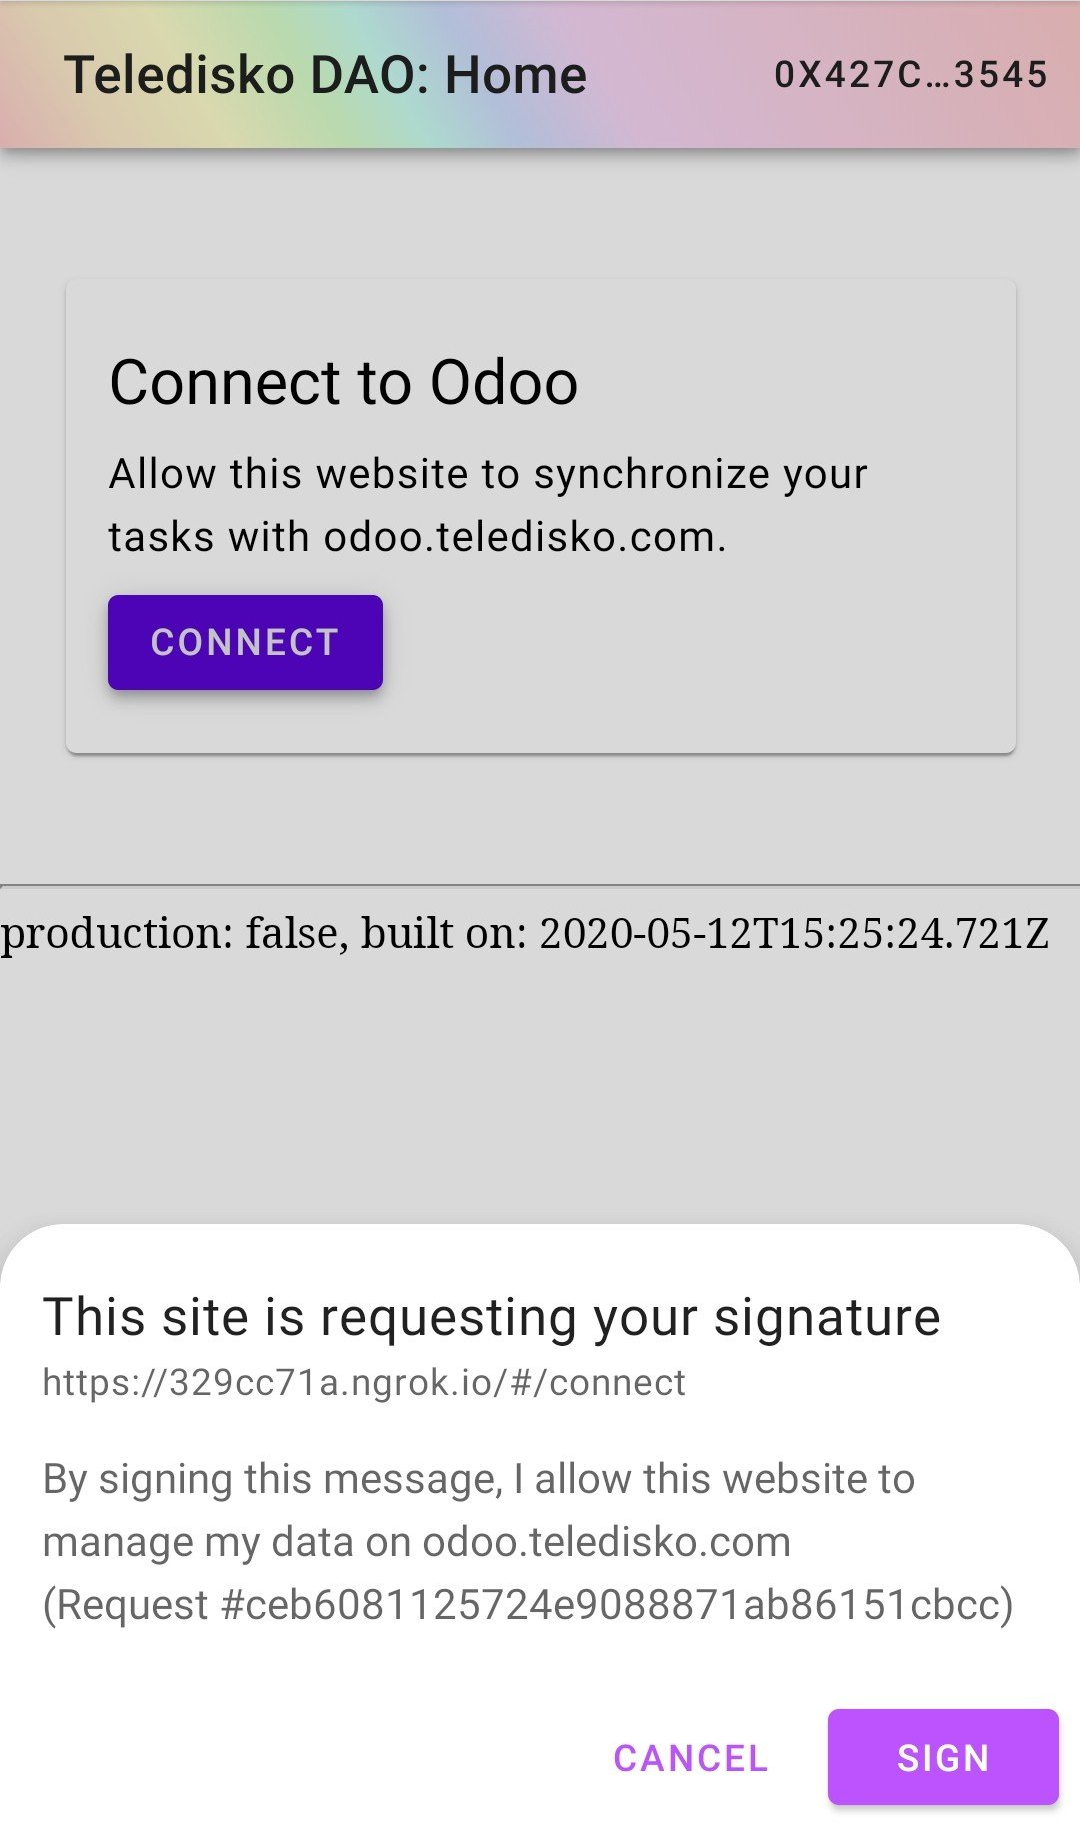 Teledisko DAO: Home
0X427C…3545
Connect to Odoo
Allow this website to synchronize your
tasks with odoo.teledisko.com.
CONNECT
production: false, built on: 2020-05-12T15:25:24.721Z
This site is requesting your signature
https://329cc71a.ngrok.io/#/connect
By signing this message, I allow this website to
manage my data on odoo.teledisko.com
(Request #ceb6081125724e9088871ab86151cbcc)
CANCEL
SIGN